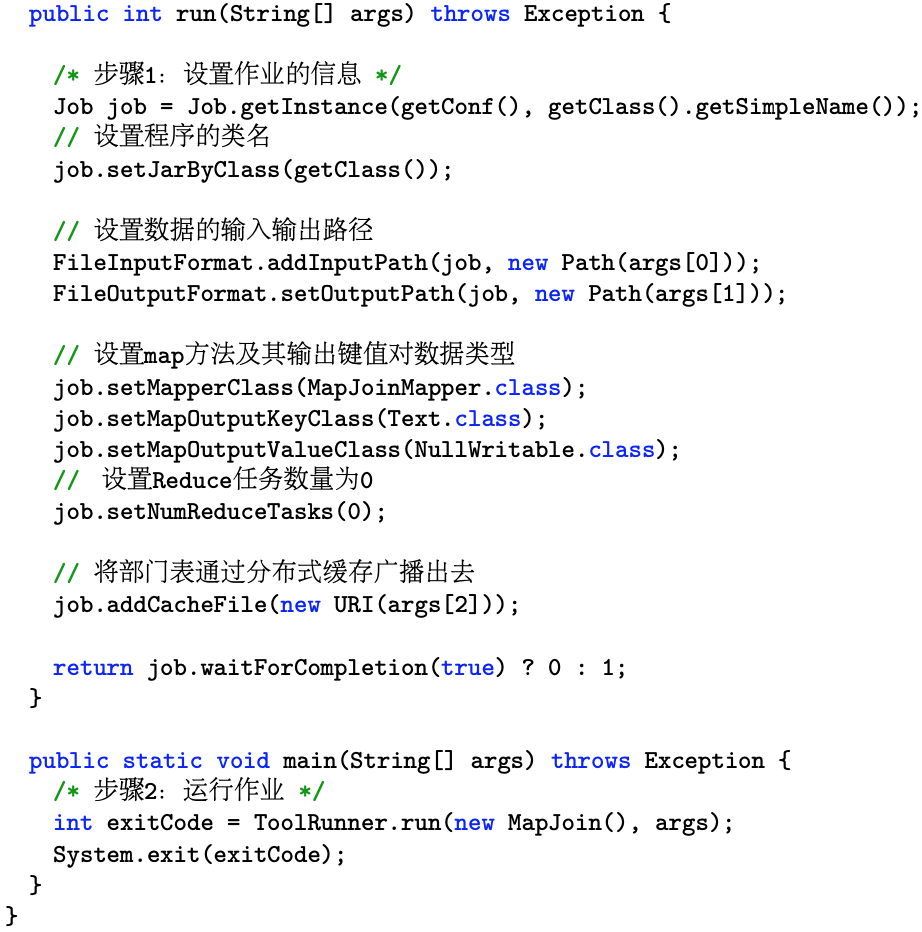 public int run(String[] args) throws Exception {
/* 步骤1: 设置作业的信息 */
Job job = Job.getInstance(getConf(), getClass().getSimpleName());
// 设置程序的类名
job.setJarByClass(getClass());
// 设置数据的输入输出路径
FileInputFormat.addInputPath(job, new Path(args[0]));
FileOutputFormat.setOutputPath(job, new Path(args[1]));
// 设置map方法及其输出键值对数据类型
job.setMapperClass(MapJoinMapper.class);
job.setMapOutputKeyClass(Text.class);
job.setMapOutputValueClass(NullWritable.class);
// 设置Reduce任务数量为0
job.setNumReduceTasks(0);
// 将部门表通过分布式缓存广播出去
job.addCacheFile(new URI(args[2]));
return job.waitForCompletion(true) ? 0 : 1;
}
public static void main(String[] args) throws Exception {
/* 步骤2: 运行作业 */
int exitCode = ToolRunner.run(new MapJoin(), args);
System.exit(exitCode);
}
}